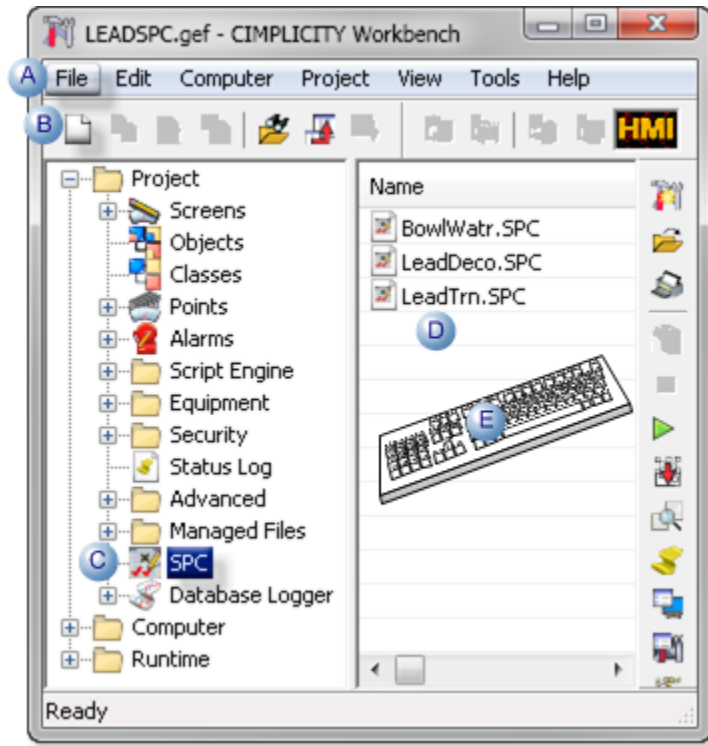 LEADSPC.gef - CIMPLICITY Workbench
A File Edit Computer Project View Tools Help
B HMI
Project
Screens
Objects
Classes
Points
Alarms
Script Engine
Equipment
Security
Status Log
Advanced
Managed Files
C SPC
Database Logger
Computer
Runtime
Name
BowlWatr.SPC
LeadDeco.SPC
LeadTrn.SPC
D
E
Ready